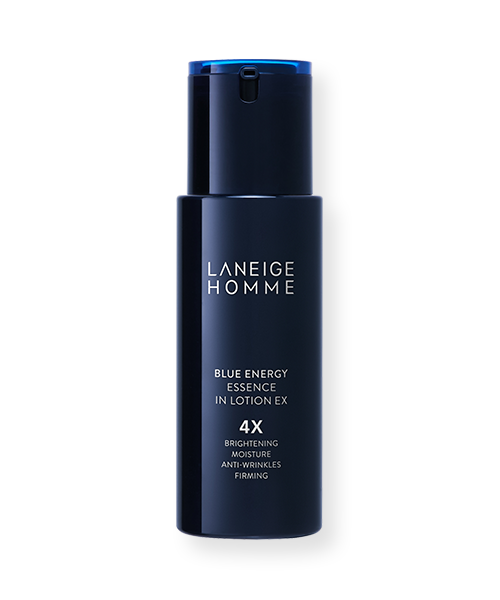 LANEIGE
HOMME
BLUE ENERGY
ESSENCE
IN LOTION EX
4X
BRIGHTENING
MOISTURE
ANTI-WRINKLES
FIRMING